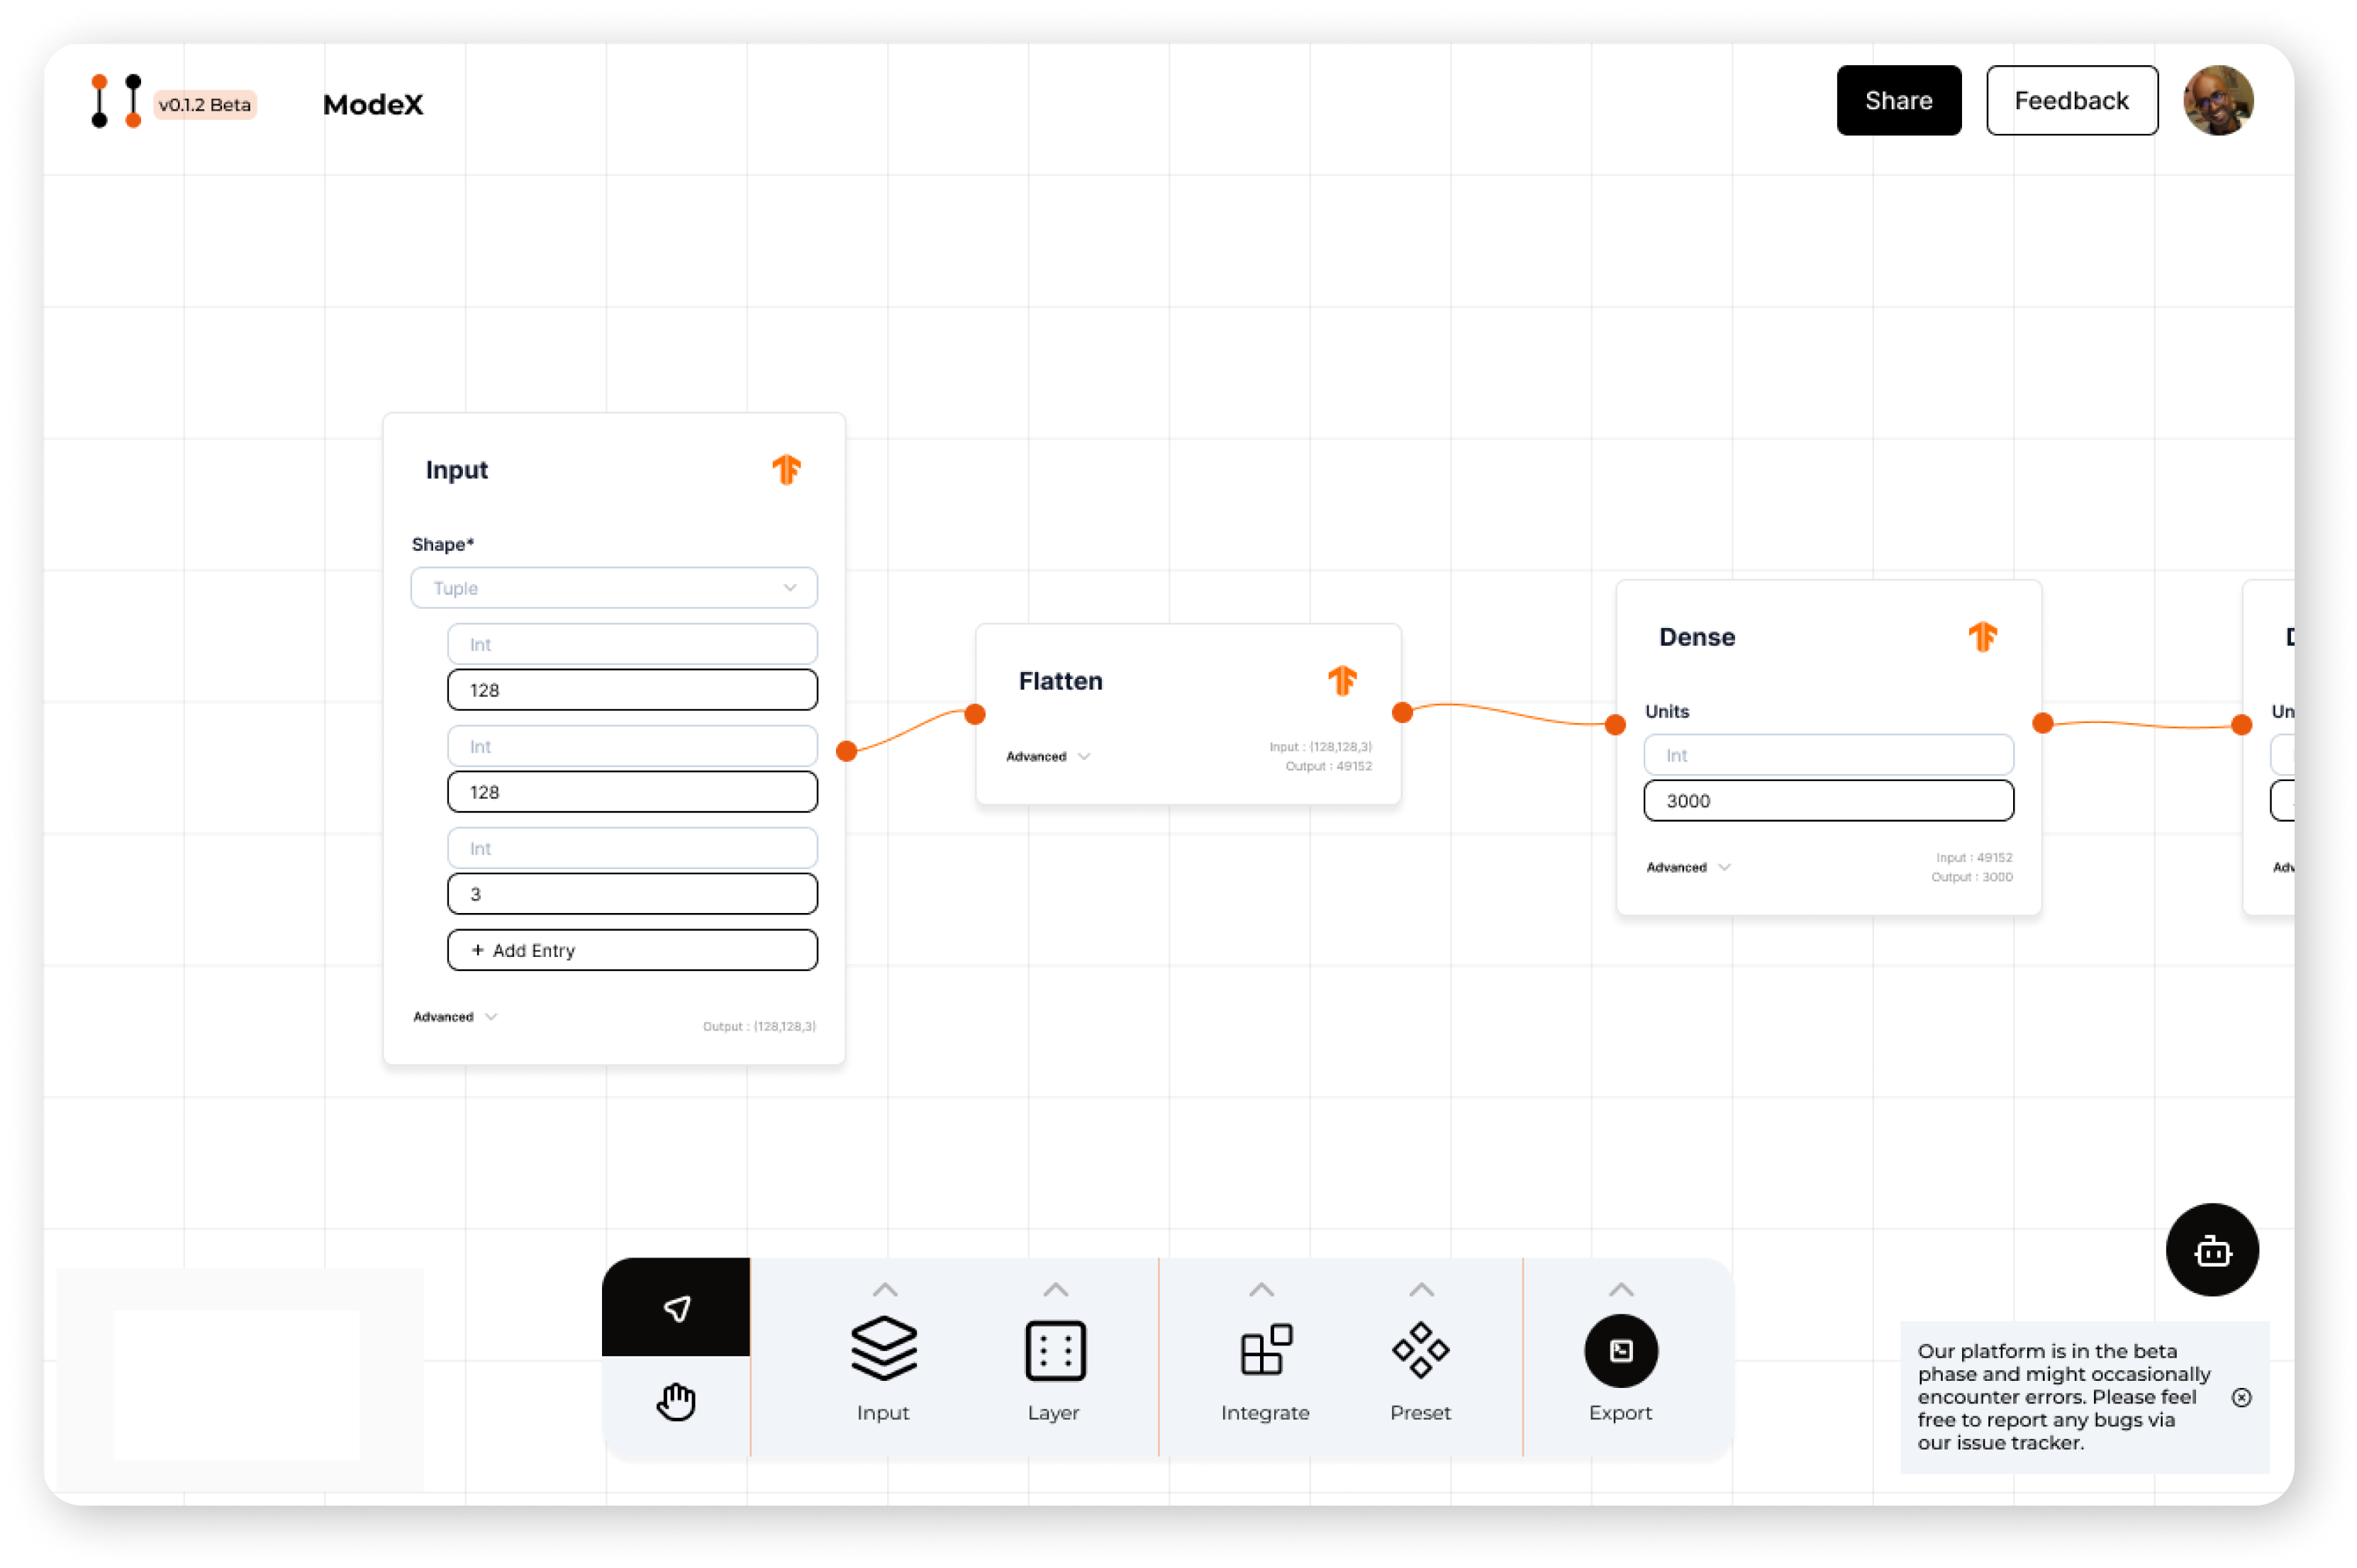 v0.1.2 Beta
ModeX
Share
Feedback
Input
Shape*
Tuple
Int
128
Int
128
Int
3
+ Add Entry
Advanced
Output : (128,128,3)
Flatten
Advanced
Input : (128,128,3)
Output : 49152
Dense
Units
Int
3000
Advanced
Input : 49152
Output : 3000
Input
Layer
Integrate
Preset
Export
Our platform is in the beta
phase and might occasionally
encounter errors. Please feel
free to report any bugs via
our issue tracker.